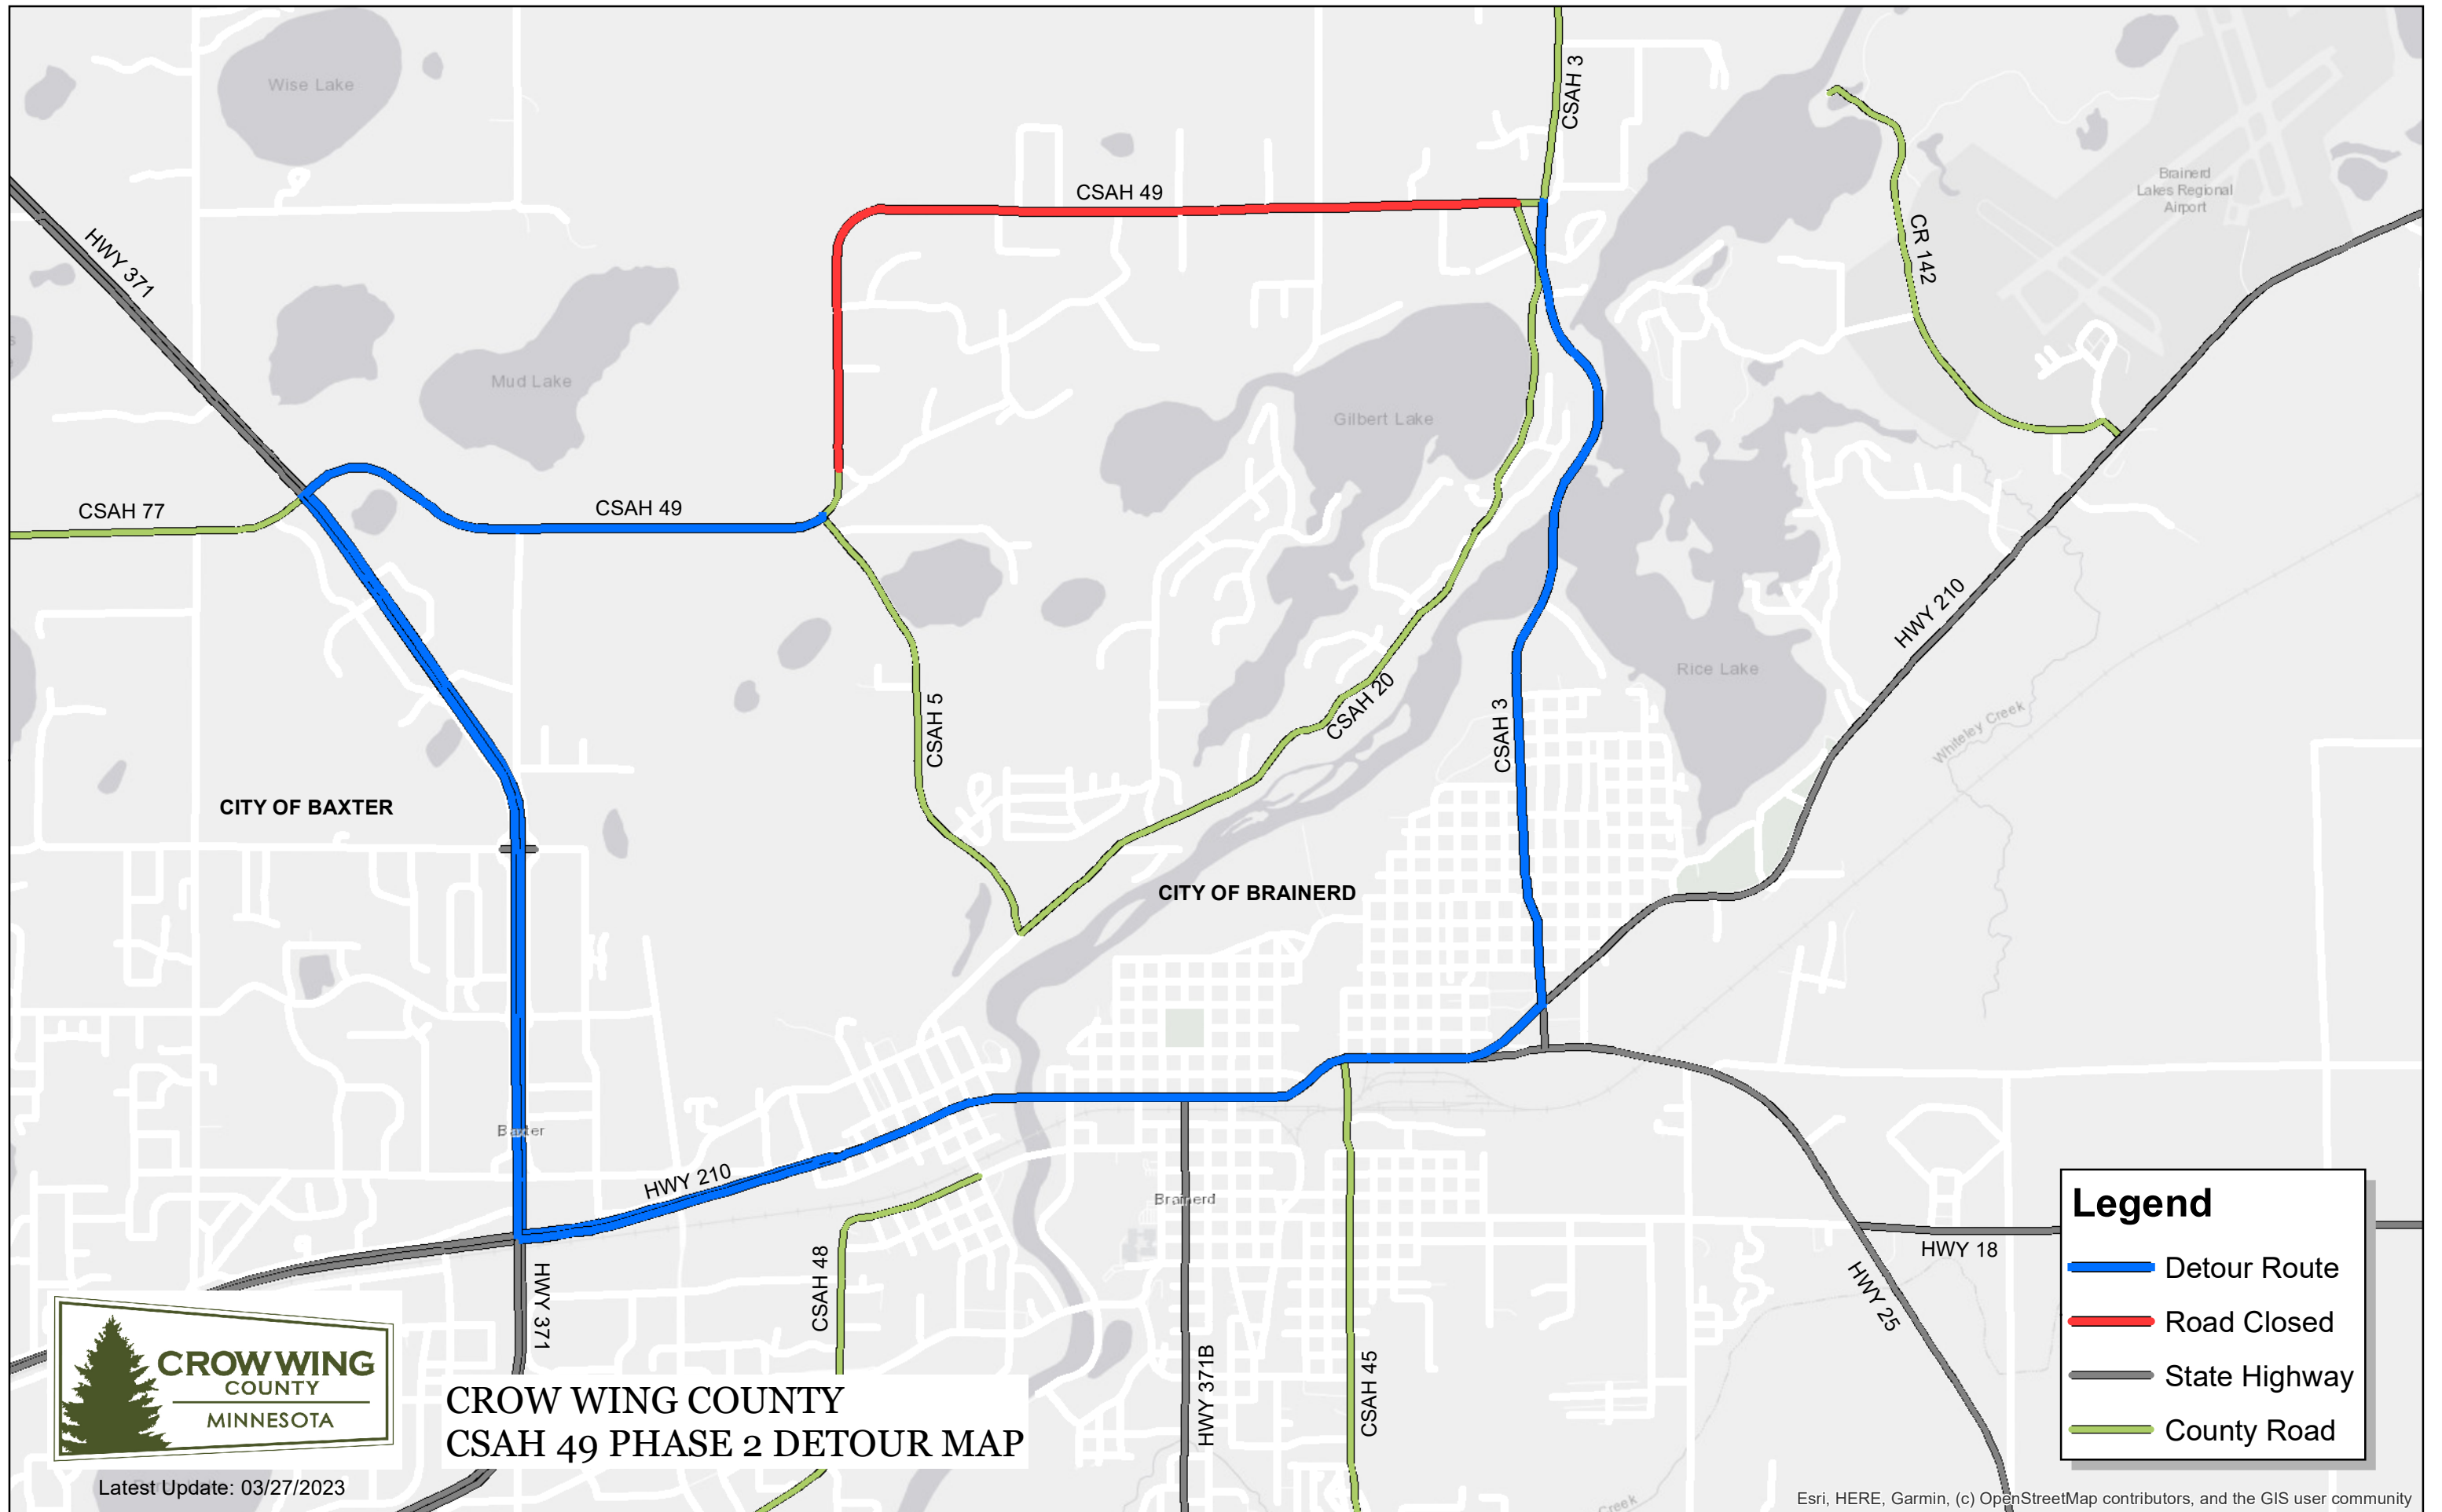 Wise Lake
CSAH 3
CSAH 49
Brainerd
Lakes Regional
Airport
HWY 371
CR 142
Mud Lake
Gilbert Lake
CSAH 77
CSAH 49
HWY 210
Rice Lake
CSAH 5
CSAH 20
CSAH 3
Whiteley Creek
CITY OF BAXTER
CITY OF BRAINERD
Baxter
HWY 210
Brainerd
HWY 371
CSAH 48
HWY 371B
CSAH 45
HWY 18
HWY 25
Legend
Detour Route
Road Closed
State Highway
County Road
CROW WING
COUNTY
MINNESOTA
CROW WING COUNTY
CSAH 49 PHASE 2 DETOUR MAP
Latest Update: 03/27/2023
Creek
Esri, HERE, Garmin, (c) OpenStreetMap contributors, and the GIS user community